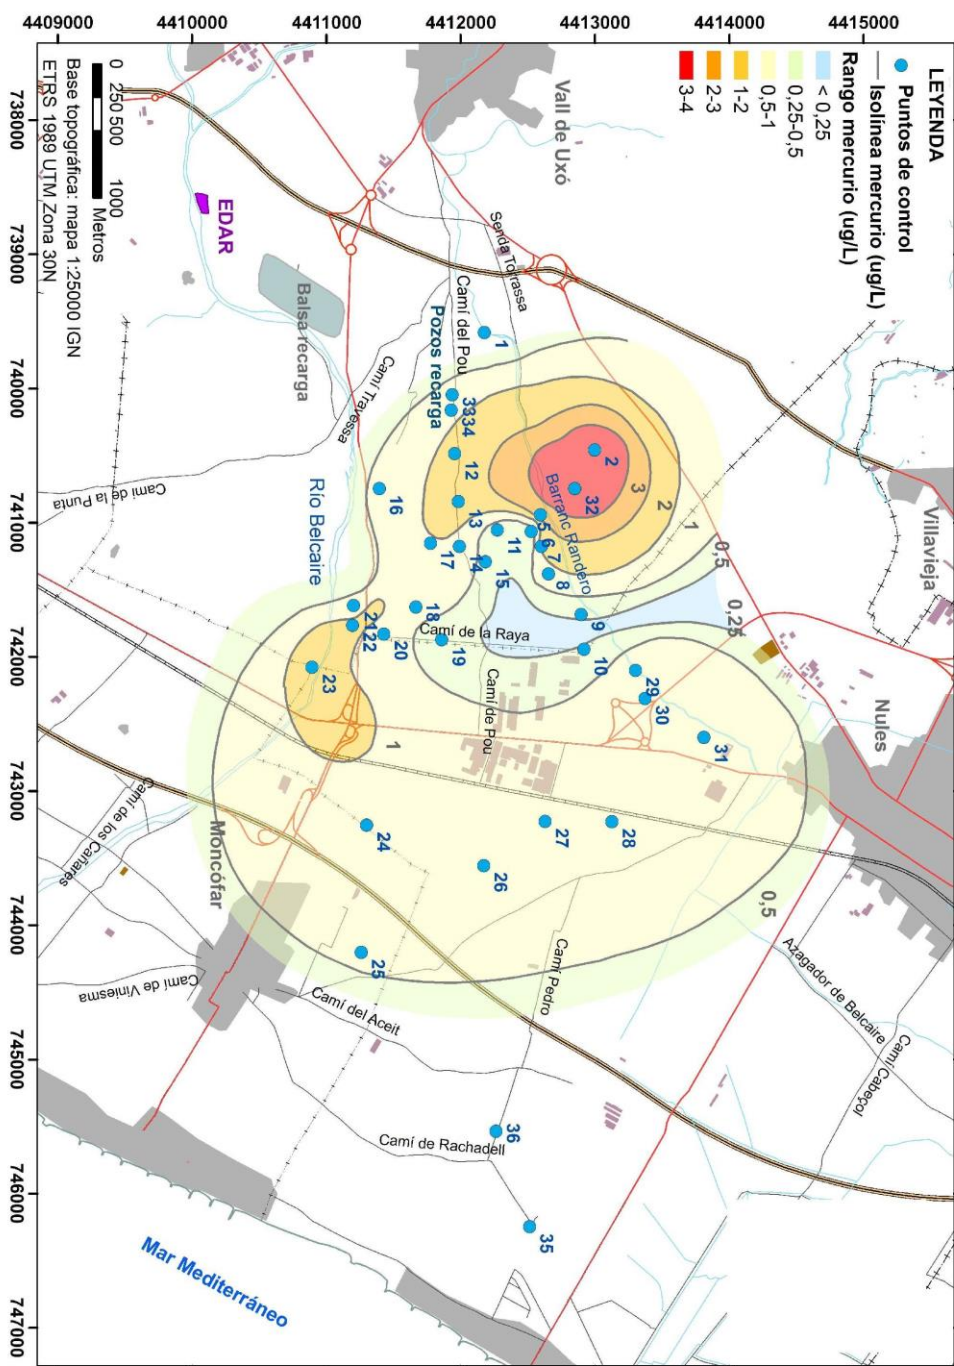 4409000
4410000
4411000
4412000
4413000
4414000
4415000
LEYENDA
Puntos de control
Isolínea mercurio (ug/L)
Rango mercurio (ug/L)
< 0,25
0,25-0,5
0,5-1
1-2
2-3
3-4
0 250 500 1000
Metros
Base topográfica: mapa 1:25000 IGN
ETRS 1989 UTM Zona 30N
738000
739000
740000
741000
742000
743000
744000
745000
746000
747000
Vall de Uxó
EDAR
Balsa recarga
Senda Torrassa
Camí del Pou
Pozos recarga
Camí Travessa
Camí de la Punta
Río Belcaire
Barranc Randero
Villavieja
Nules
Camí de la Raya
Camí de Pou
Moncófar
Camí de los Cañares
Camí de Viniesma
Camí del Aceit
Camí Pedro
Azagador de Belcaire
Camí Cabeçol
Camí de Rachadell
Mar Mediterráneo
1
2
32
3334
12
13
16
17
14
5
6
7
8
11
15
9
10
18
19
20
2122
23
29
30
31
24
25
26
27
28
36
35
3
2
1
0,5
0,25
1
0,5